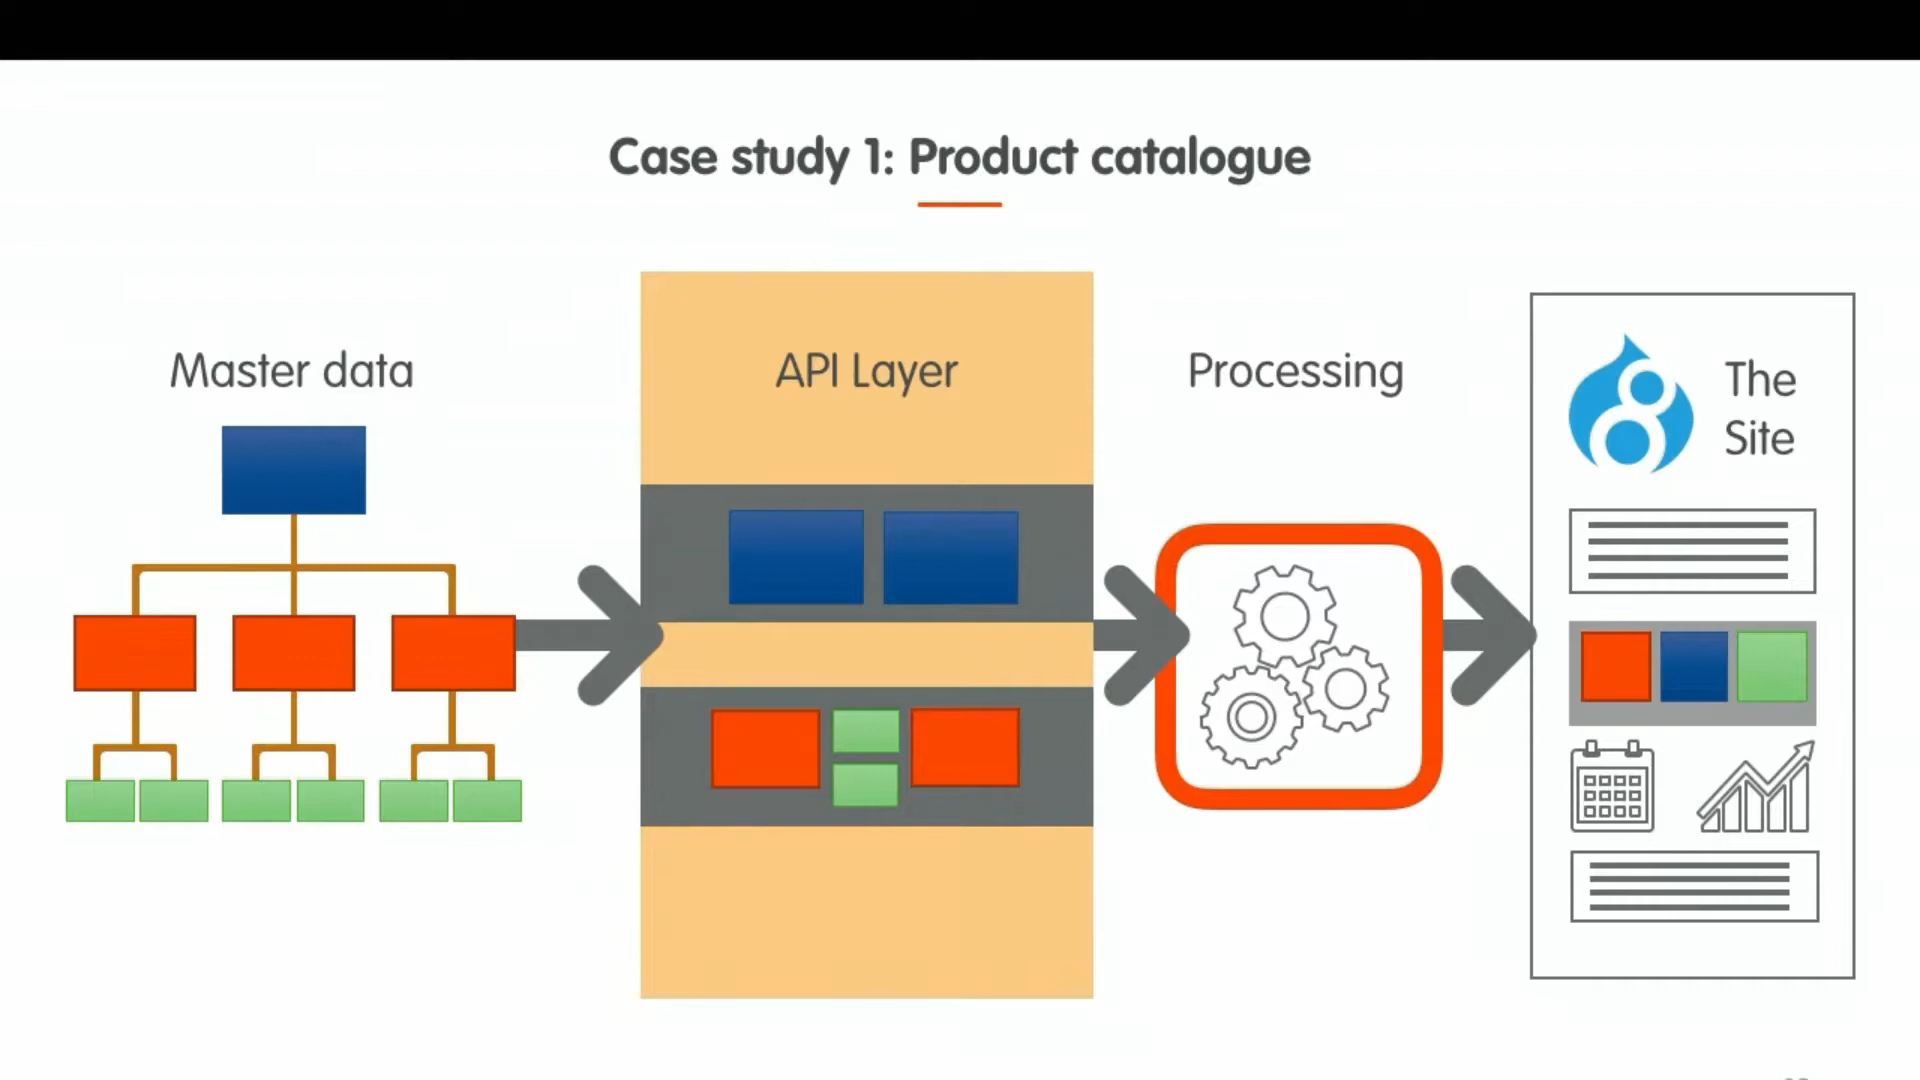 Case study 1: Product catalogue
Master data
API Layer
Processing
The
Site